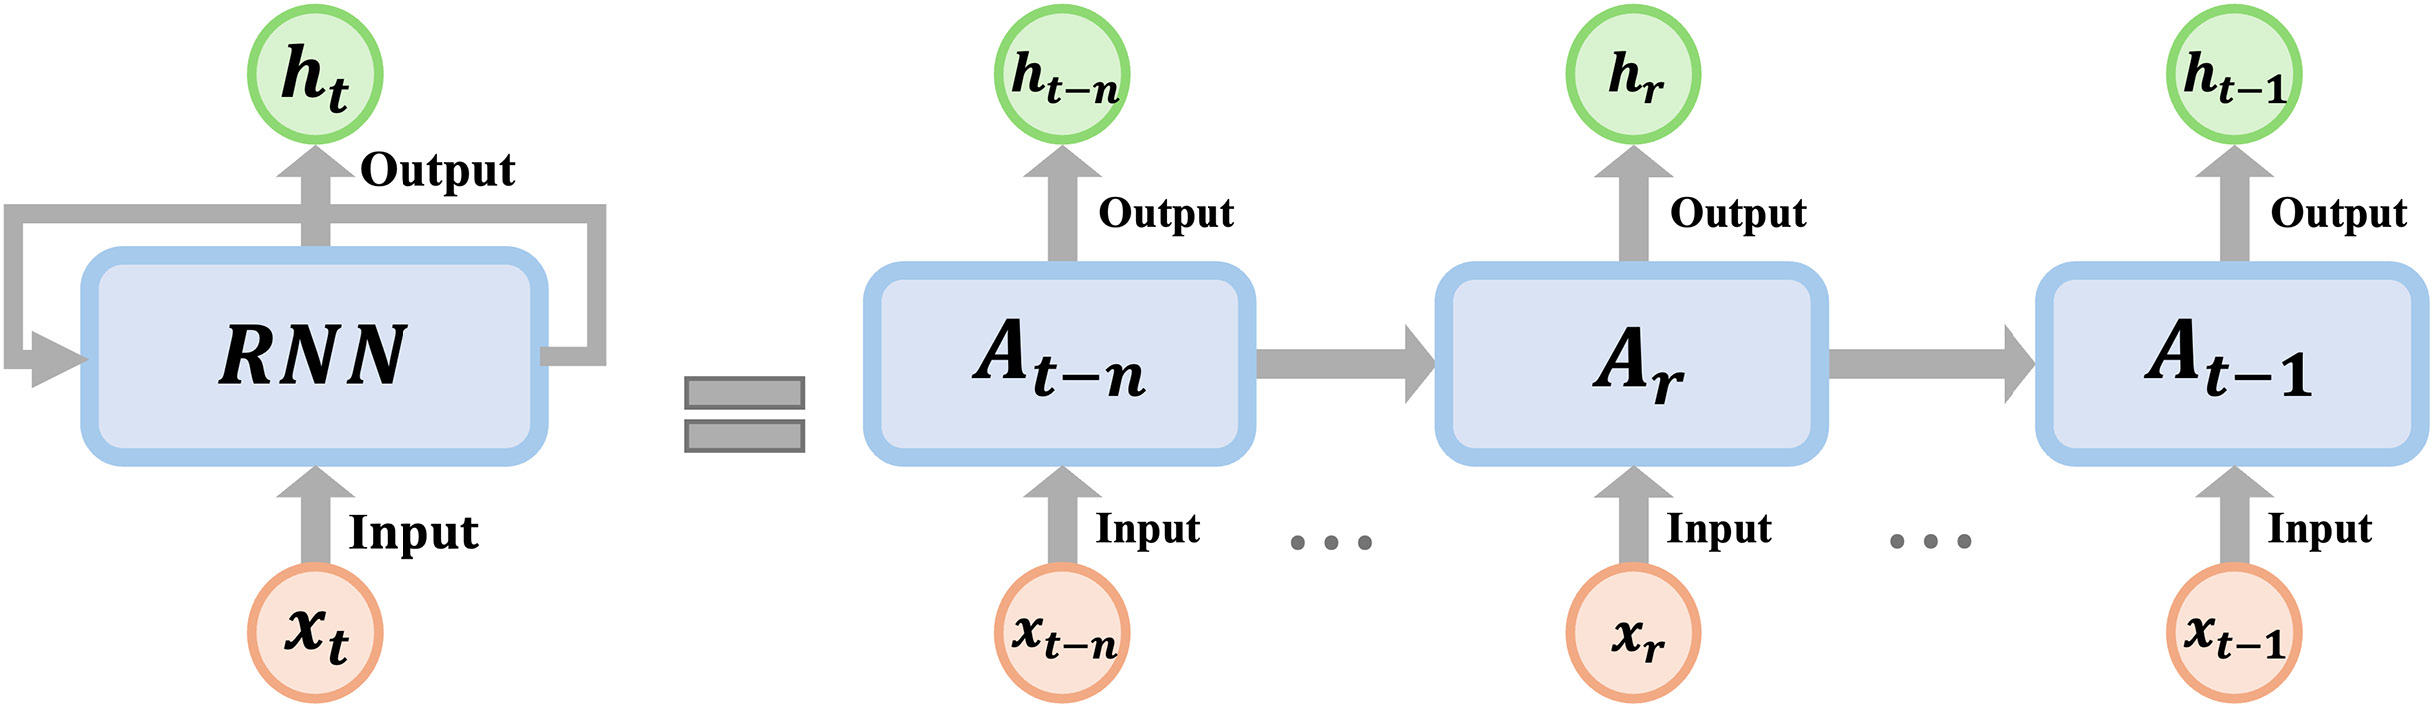 h_t
h_{t-n}
h_r
h_{t-1}
Output
Output
Output
Output
RNN
A_{t-n}
A_r
A_{t-1}
Input
Input
...
Input
...
Input
x_t
x_{t-n}
x_r
x_{t-1}